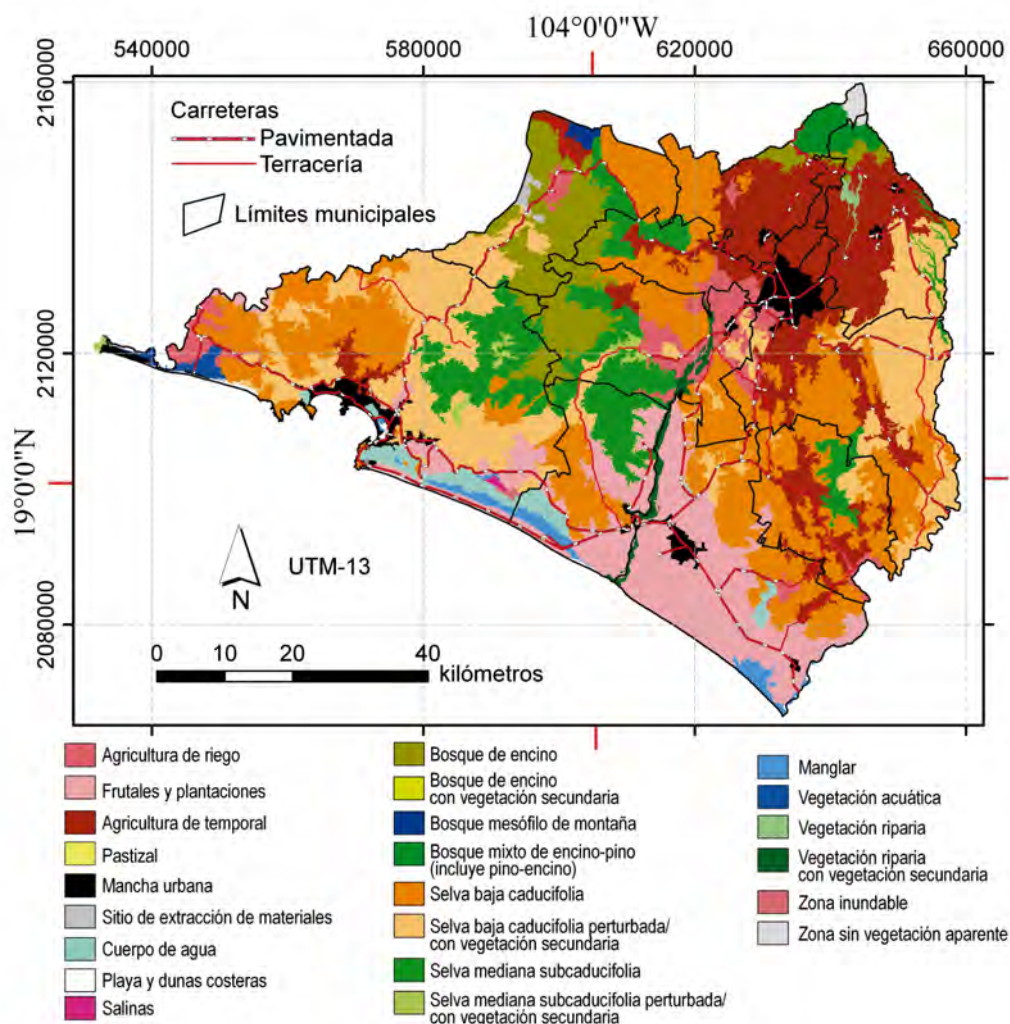 104°0'0"W
540000
580000
620000
660000
2160000
2120000
2080000
19°0'0"N
Carreteras
Pavimentada
Terracería
Límites municipales
UTM-13
N
0 10 20 40
kilómetros
Agricultura de riego
Frutales y plantaciones
Agricultura de temporal
Pastizal
Mancha urbana
Sitio de extracción de materiales
Cuerpo de agua
Playa y dunas costeras
Salinas
Bosque de encino
Bosque de encino
con vegetación secundaria
Bosque mesófilo de montaña
Bosque mixto de encino-pino
(incluye pino-encino)
Selva baja caducifolia
Selva baja caducifolia perturbada/
con vegetación secundaria
Selva mediana subcaducifolia
Selva mediana subcaducifolia perturbada/
con vegetación secundaria
Manglar
Vegetación acuática
Vegetación riparia
Vegetación riparia
con vegetación secundaria
Zona inundable
Zona sin vegetación aparente